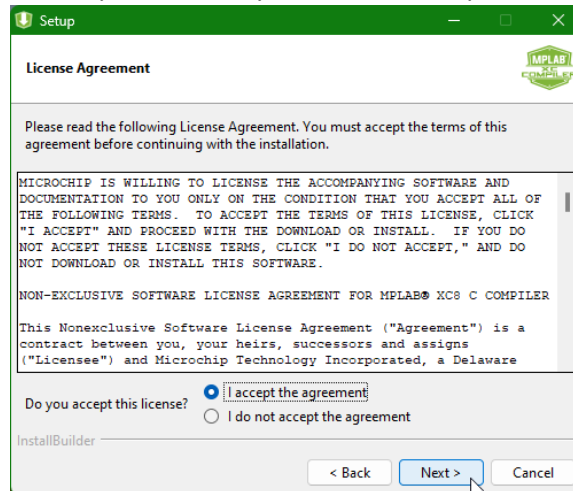 Setup
License Agreement
MPLAB
XC
COMPILER
Please read the following License Agreement. You must accept the terms of this
agreement before continuing with the installation.
MICROCHIP IS WILLING TO LICENSE THE ACCOMPANYING SOFTWARE AND
DOCUMENTATION TO YOU ONLY ON THE CONDITION THAT YOU ACCEPT ALL OF
THE FOLLOWING TERMS.  TO ACCEPT THE TERMS OF THIS LICENSE, CLICK
"I ACCEPT" AND PROCEED WITH THE DOWNLOAD OR INSTALL.  IF YOU DO
NOT ACCEPT THESE LICENSE TERMS, CLICK "I DO NOT ACCEPT," AND DO
NOT DOWNLOAD OR INSTALL THIS SOFTWARE.
NON-EXCLUSIVE SOFTWARE LICENSE AGREEMENT FOR MPLAB® XC8 C COMPILER
This Nonexclusive Software License Agreement ("Agreement") is a
contract between you, your heirs, successors and assigns
("Licensee") and Microchip Technology Incorporated, a Delaware
Do you accept this license?
I accept the agreement
I do not accept the agreement
InstallBuilder
< Back
Next >
Cancel